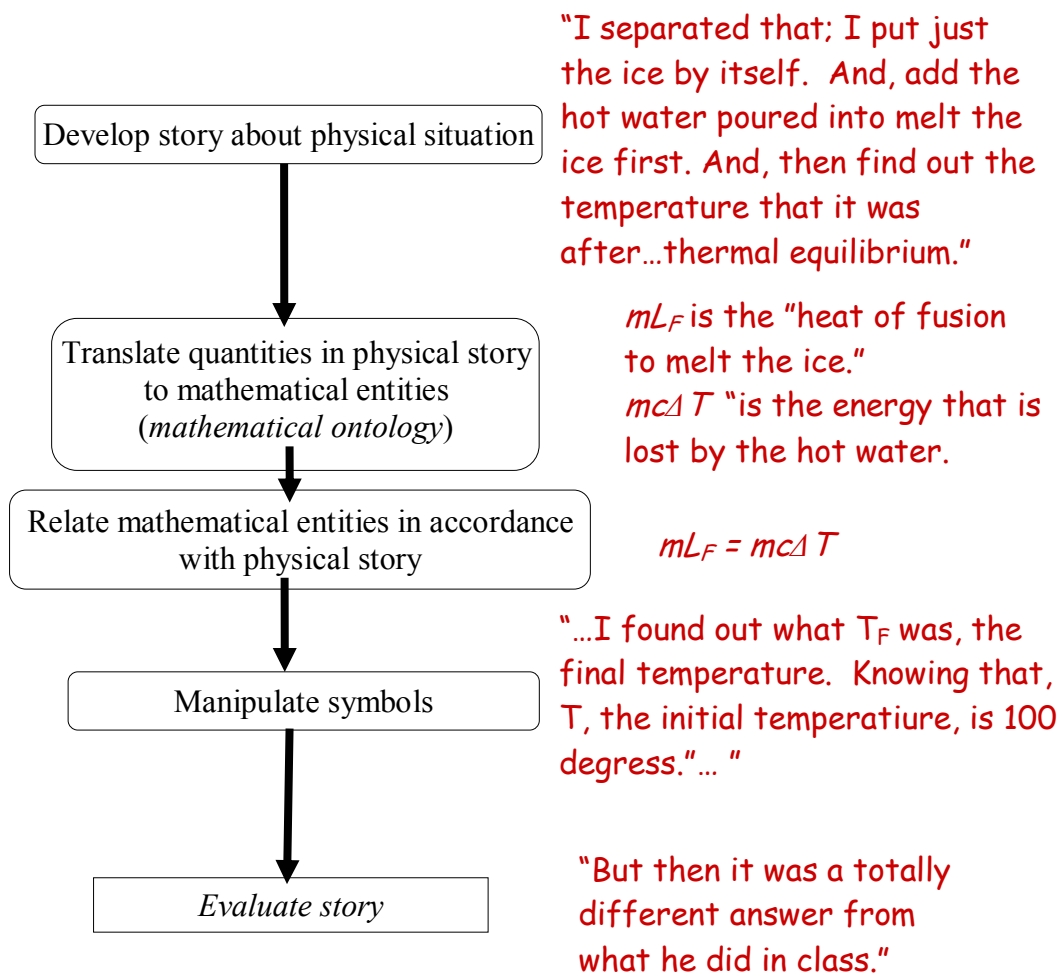 “I separated that; I put just
the ice by itself.  And, add the
hot water poured into melt the
ice first. And, then find out the
temperature that it was
after…thermal equilibrium.”
Develop story about physical situation
Translate quantities in physical story
to mathematical entities
(mathematical ontology)
mL_F is the "heat of fusion
to melt the ice.”
mcΔT “is the energy that is
lost by the hot water.
Relate mathematical entities in accordance
with physical story
mL_F = mcΔT
Manipulate symbols
“…I found out what T_F was, the
final temperature.  Knowing that,
T, the initial temperatiure, is 100
degress.”… ”
Evaluate story
“But then it was a totally
different answer from
what he did in class.”